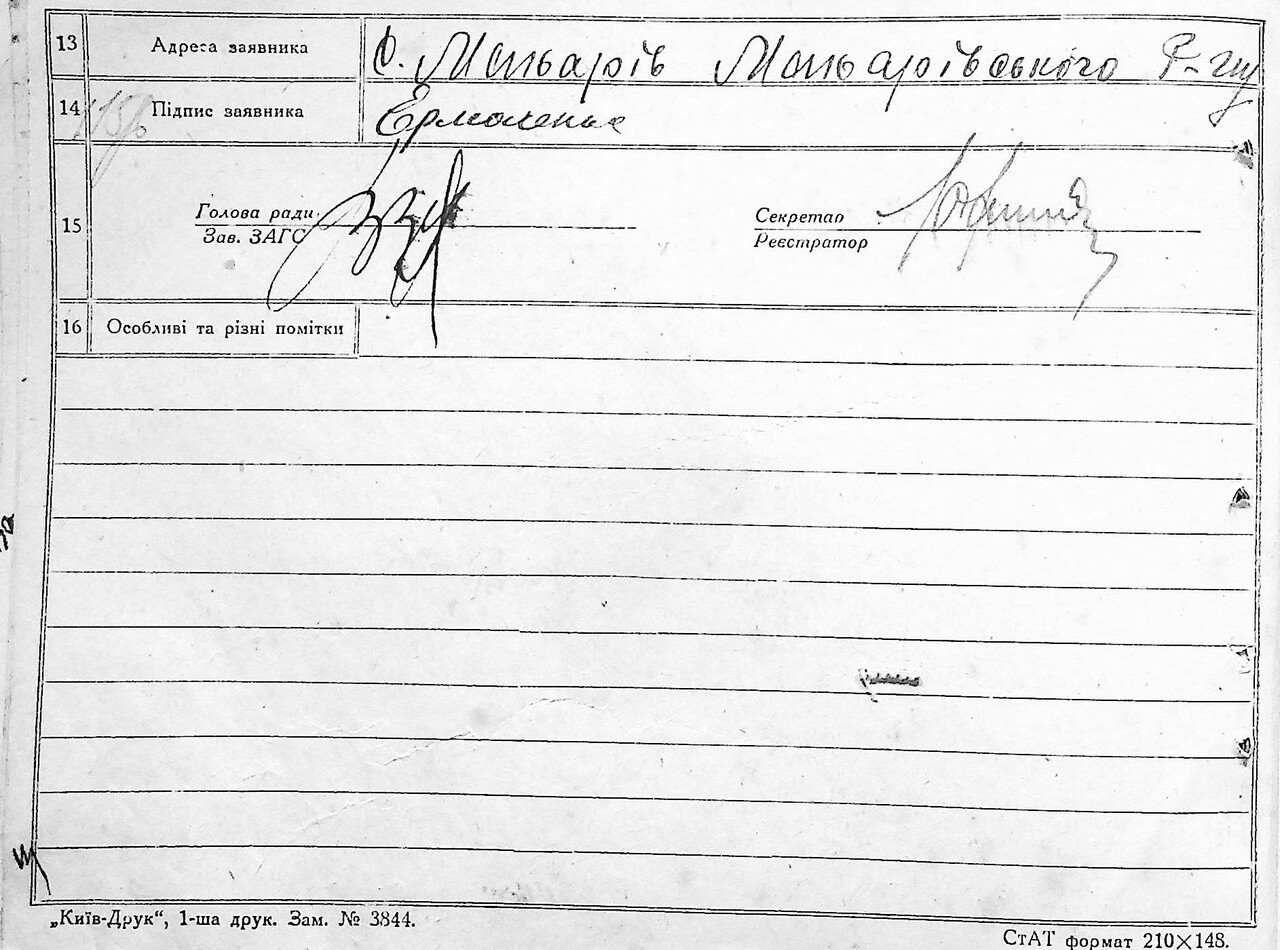 13 Адреса заявника с. Макарів Макарівського р-ну
14 Підпис заявника Ермоленко
15 Голова ради Секретар
Зав. ЗАГС Реєстратор
16 Особливі та різні помітки
„Київ-Друк“, 1-ша друк. Зам. № 3844.
СтАТ формат 210×148.